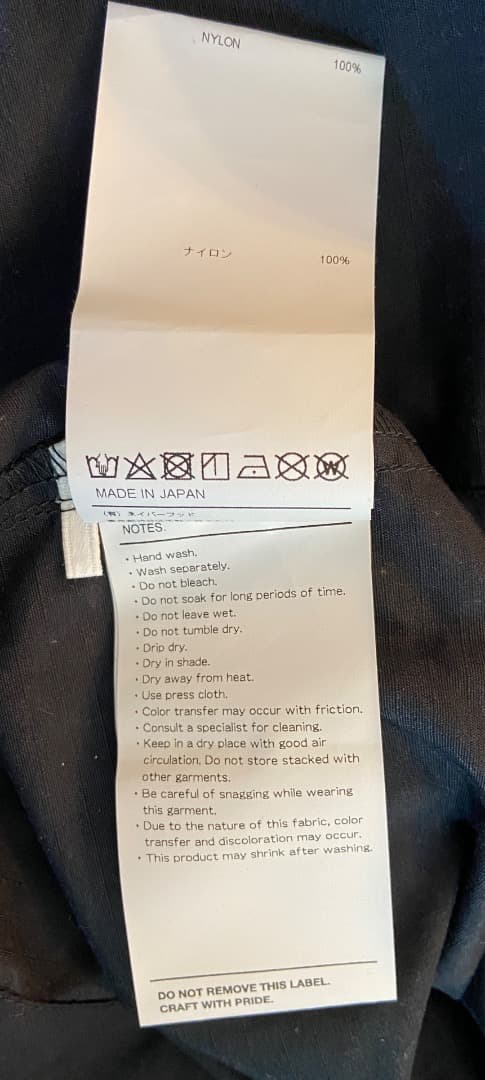 NYLON 100%
ナイロン 100%
MADE IN JAPAN
NOTES.
・Hand wash.
・Wash separately.
・Do not bleach.
・Do not soak for long periods of time.
・Do not leave wet.
・Do not tumble dry.
・Drip dry.
・Dry in shade.
・Dry away from heat.
・Use press cloth.
・Color transfer may occur with friction.
・Consult a specialist for cleaning.
・Keep in a dry place with good air
circulation. Do not store stacked with
other garments.
・Be careful of snagging while wearing
this garment.
・Due to the nature of this fabric, color
transfer and discoloration may occur.
・This product may shrink after washing.
DO NOT REMOVE THIS LABEL.
CRAFT WITH PRIDE.